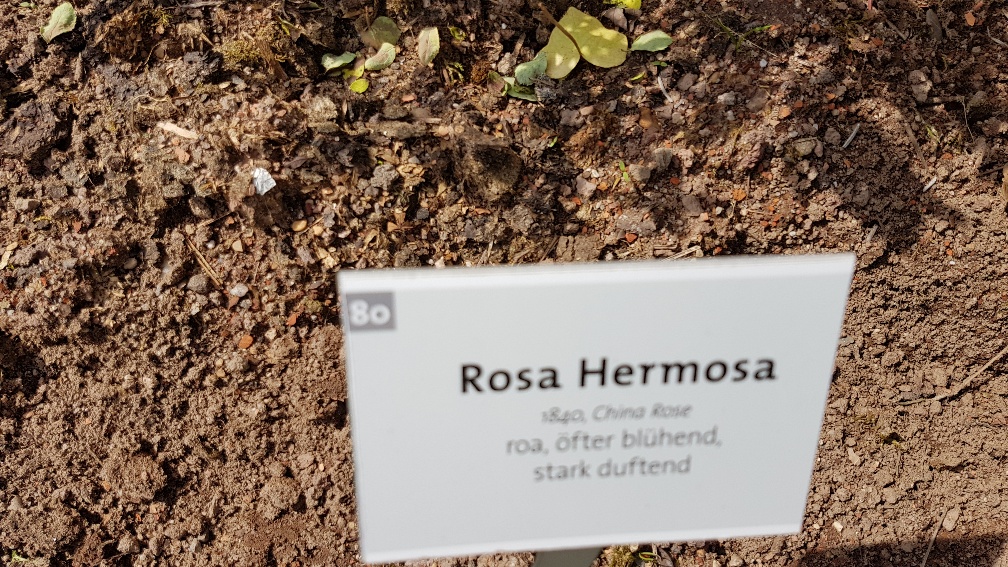 80
Rosa Hermosa
1840, China Rose
roa, öfter blühend,
stark duftend